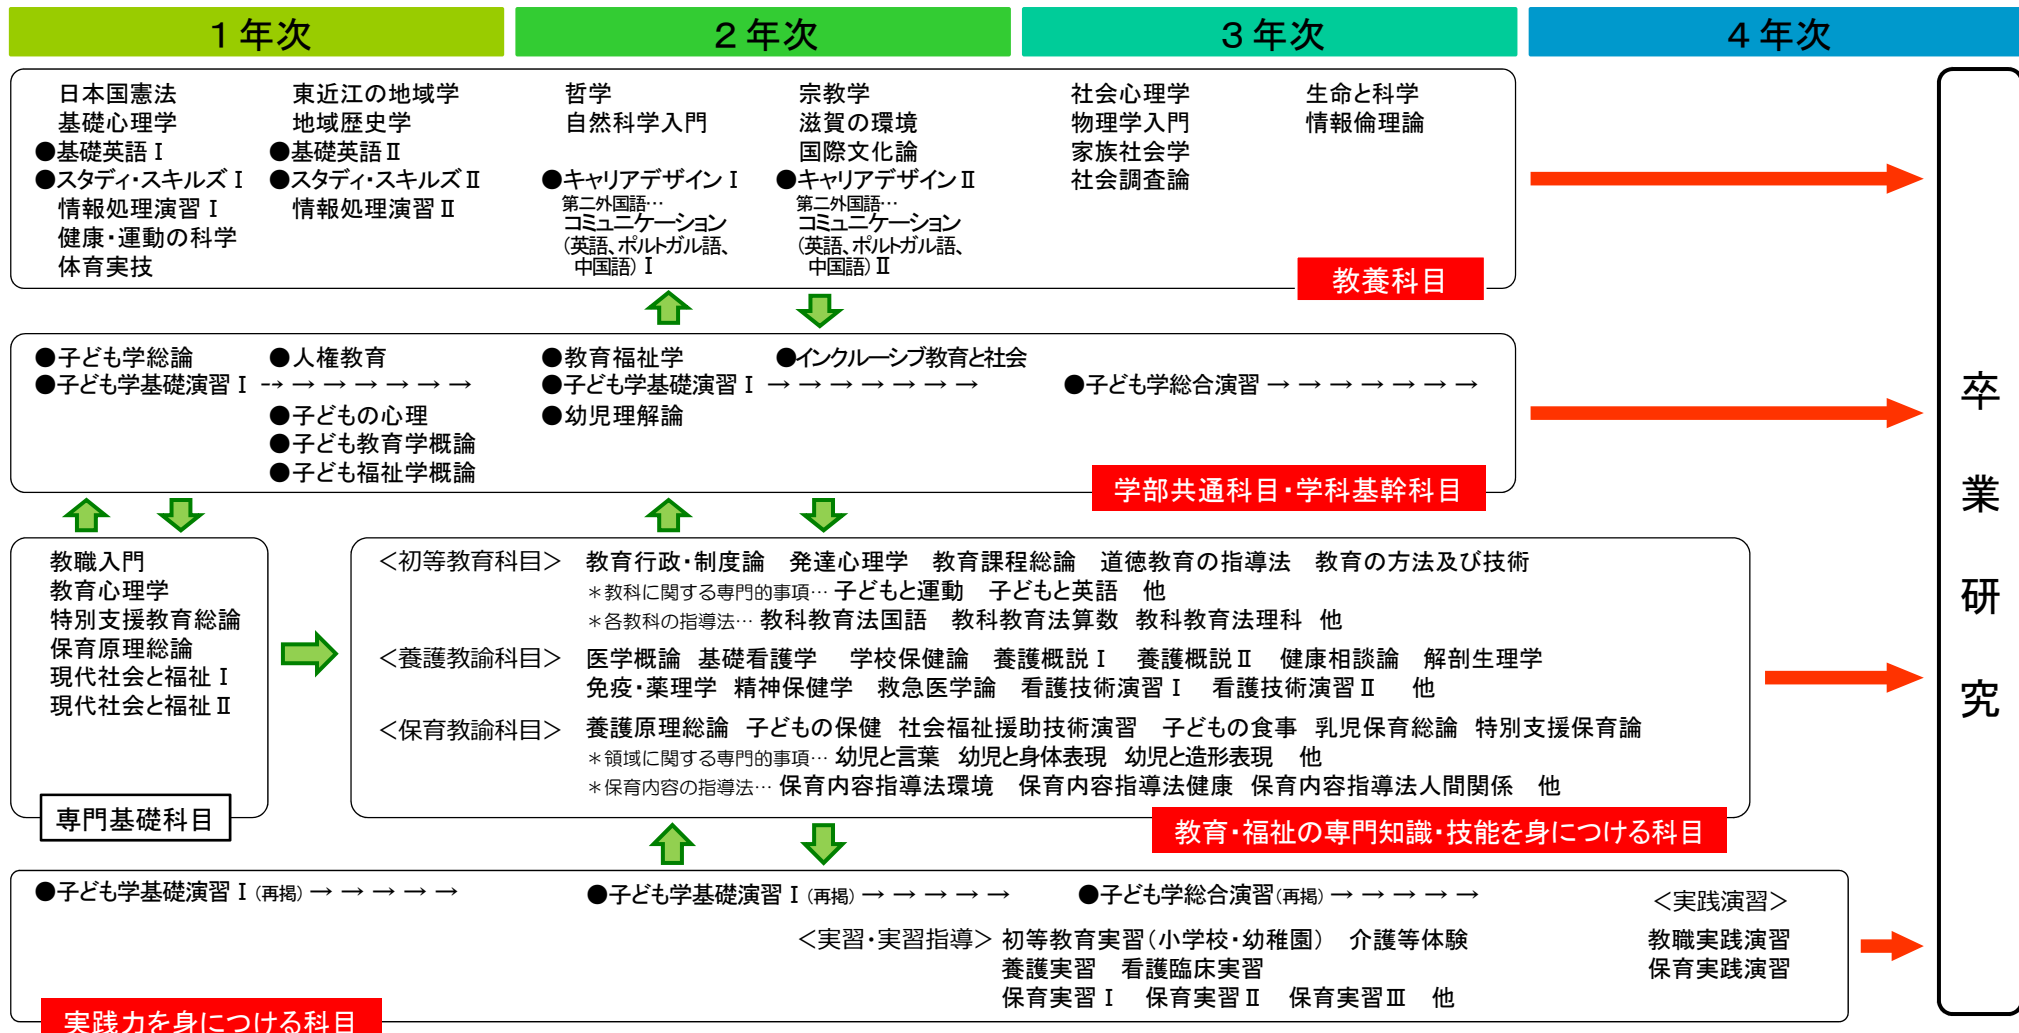 1年次 2年次 3年次 4年次
日本国憲法 東近江の地域学 哲学 宗教学 社会心理学 生命と科学
基礎心理学 地域歴史学 自然科学入門 滋賀の環境 物理学入門 情報倫理論
●基礎英語Ⅰ ●基礎英語Ⅱ 国際文化論 家族社会学
●スタディ・スキルズⅠ ●スタディ・スキルズⅡ ●キャリアデザインⅠ ●キャリアデザインⅡ 社会調査論
情報処理演習Ⅰ 情報処理演習Ⅱ 第二外国語… 第二外国語…
健康・運動の科学 コミュニケーション コミュニケーション
体育実技 (英語、ポルトガル語、 (英語、ポルトガル語、
中国語)Ⅰ 中国語)Ⅱ
教養科目
●子ども学総論 ●人権教育 ●教育福祉学 ●インクルーシブ教育と社会
●子ども学基礎演習Ⅰ --→ → → → → → → ●子ども学基礎演習Ⅰ → → → → → → → ●子ども学総合演習 → → → → → → →
●子どもの心理 ●幼児理解論
●子ども教育学概論
●子ども福祉学概論
学部共通科目・学科基幹科目
教職入門
教育心理学
特別支援教育総論
保育原理総論
現代社会と福祉Ⅰ
現代社会と福祉Ⅱ
専門基礎科目
＜初等教育科目＞ 教育行政・制度論 発達心理学 教育課程総論 道徳教育の指導法 教育の方法及び技術
＊教科に関する専門的事項… 子どもと運動 子どもと英語 他
＊各教科の指導法… 教科教育法国語 教科教育法算数 教科教育法理科 他
＜養護教諭科目＞ 医学概論 基礎看護学 学校保健論 養護概説Ⅰ 養護概説Ⅱ 健康相談論 解剖生理学
免疫・薬理学 精神保健学 救急医学論 看護技術演習Ⅰ 看護技術演習Ⅱ 他
＜保育教諭科目＞ 養護原理総論 子どもの保健 社会福祉援助技術演習 子どもの食事 乳児保育総論 特別支援保育論
＊領域に関する専門的事項… 幼児と言葉 幼児と身体表現 幼児と造形表現 他
＊保育内容の指導法… 保育内容指導法環境 保育内容指導法健康 保育内容指導法人間関係 他
教育・福祉の専門知識・技能を身につける科目
●子ども学基礎演習Ⅰ(再掲) → → → → → ●子ども学基礎演習Ⅰ(再掲) → → → → → ●子ども学総合演習(再掲) → → → → → ＜実践演習＞
＜実習・実習指導＞ 初等教育実習(小学校・幼稚園) 介護等体験 教職実践演習
養護実習 看護臨床実習 保育実践演習
保育実習Ⅰ 保育実習Ⅱ 保育実習Ⅲ 他
実践力を身につける科目
卒業研究